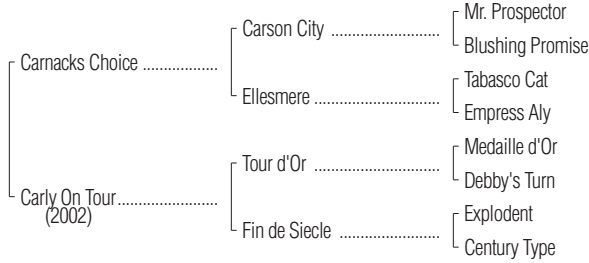 Mr. Prospector
Carson City ....................
Blushing Promise
Carnacks Choice ..................
Tabasco Cat
Ellesmere ........................
Empress Aly
Medaille d'Or
Tour d'Or ........................
Debby's Turn
Carly On Tour........................
(2002)
Explodent
Fin de Siecle ...................
Century Type